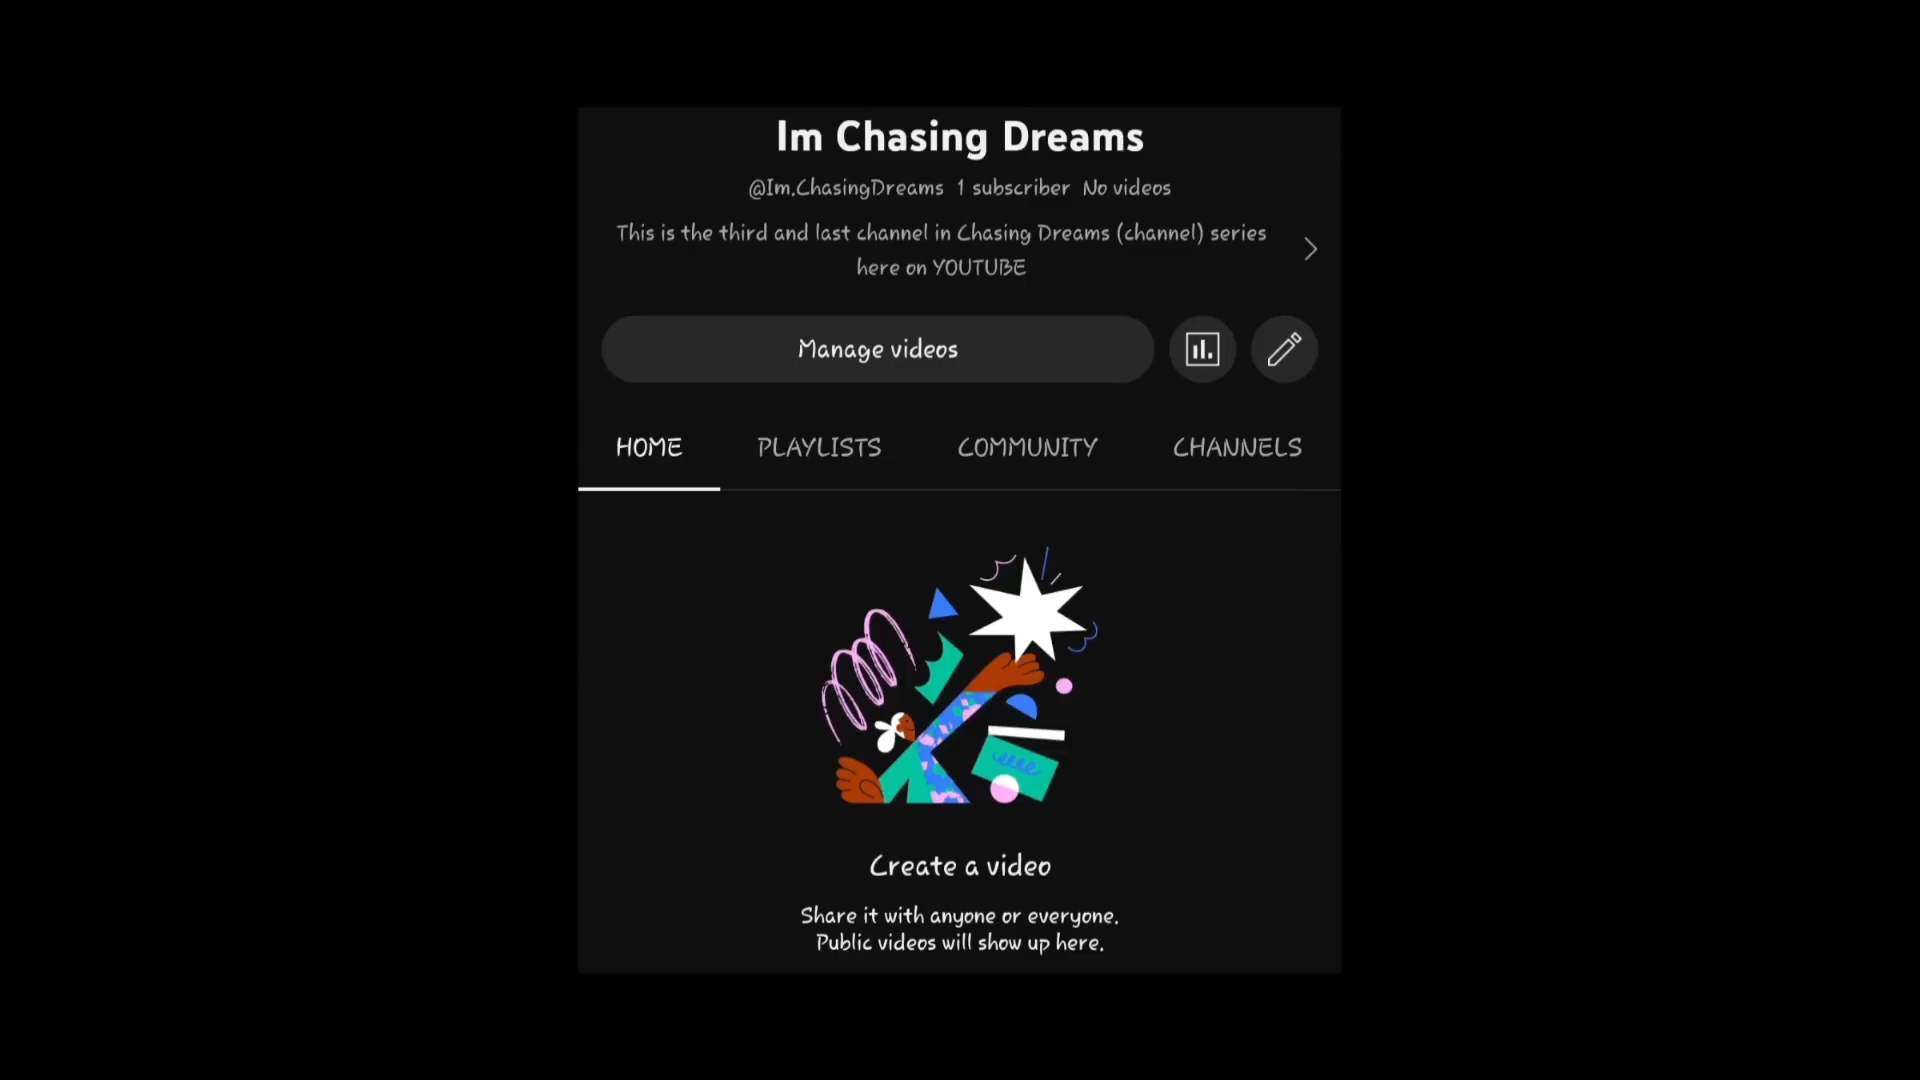 Im Chasing Dreams
@Im.ChasingDreams 1 subscriber No videos
This is the third and last channel in Chasing Dreams (channel) series
here on YOUTUBE
Manage videos
HOME PLAYLISTS COMMUNITY CHANNELS
Create a video
Share it with anyone or everyone.
Public videos will show up here.